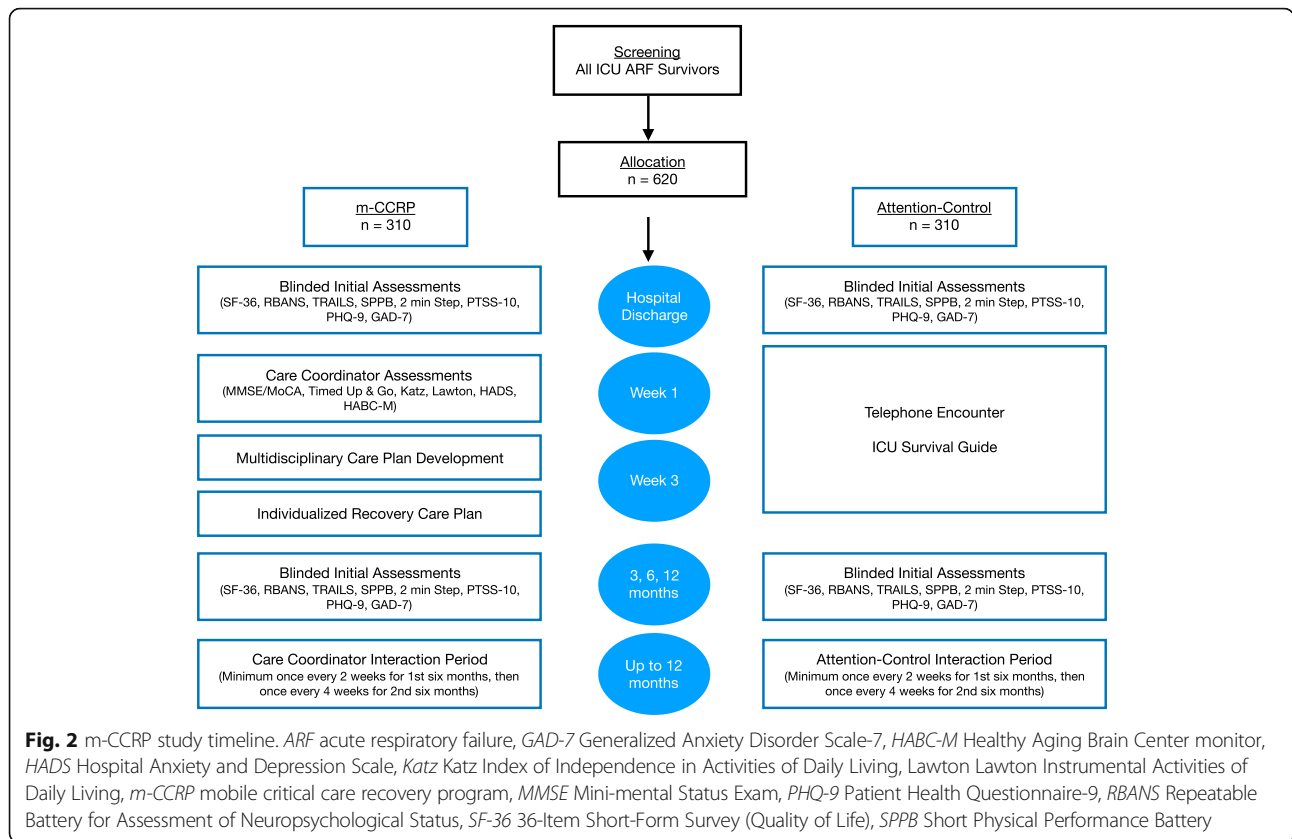 Screening
All ICU ARF Survivors
Allocation
n = 620
m-CCRP
n = 310
Attention-Control
n = 310
Blinded Initial Assessments
(SF-36, RBANS, TRAILS, SPPB, 2 min Step, PTSS-10,
PHQ-9, GAD-7)
Hospital
Discharge
Blinded Initial Assessments
(SF-36, RBANS, TRAILS, SPPB, 2 min Step, PTSS-10,
PHQ-9, GAD-7)
Care Coordinator Assessments
(MMSE/MoCA, Timed Up & Go, Katz, Lawton, HADS,
HABC-M)
Week 1
Telephone Encounter
ICU Survival Guide
Multidisciplinary Care Plan Development
Week 3
Individualized Recovery Care Plan
Blinded Initial Assessments
(SF-36, RBANS, TRAILS, SPPB, 2 min Step, PTSS-10,
PHQ-9, GAD-7)
3, 6, 12
months
Blinded Initial Assessments
(SF-36, RBANS, TRAILS, SPPB, 2 min Step, PTSS-10,
PHQ-9, GAD-7)
Care Coordinator Interaction Period
(Minimum once every 2 weeks for 1st six months, then
once every 4 weeks for 2nd six months)
Up to 12
months
Attention-Control Interaction Period
(Minimum once every 2 weeks for 1st six months, then
once every 4 weeks for 2nd six months)
Fig. 2 m-CCRP study timeline. ARF acute respiratory failure, GAD-7 Generalized Anxiety Disorder Scale-7, HABC-M Healthy Aging Brain Center monitor,
HADS Hospital Anxiety and Depression Scale, Katz Katz Index of Independence in Activities of Daily Living, Lawton Lawton Instrumental Activities of
Daily Living, m-CCRP mobile critical care recovery program, MMSE Mini-mental Status Exam, PHQ-9 Patient Health Questionnaire-9, RBANS Repeatable
Battery for Assessment of Neuropsychological Status, SF-36 36-Item Short-Form Survey (Quality of Life), SPPB Short Physical Performance Battery